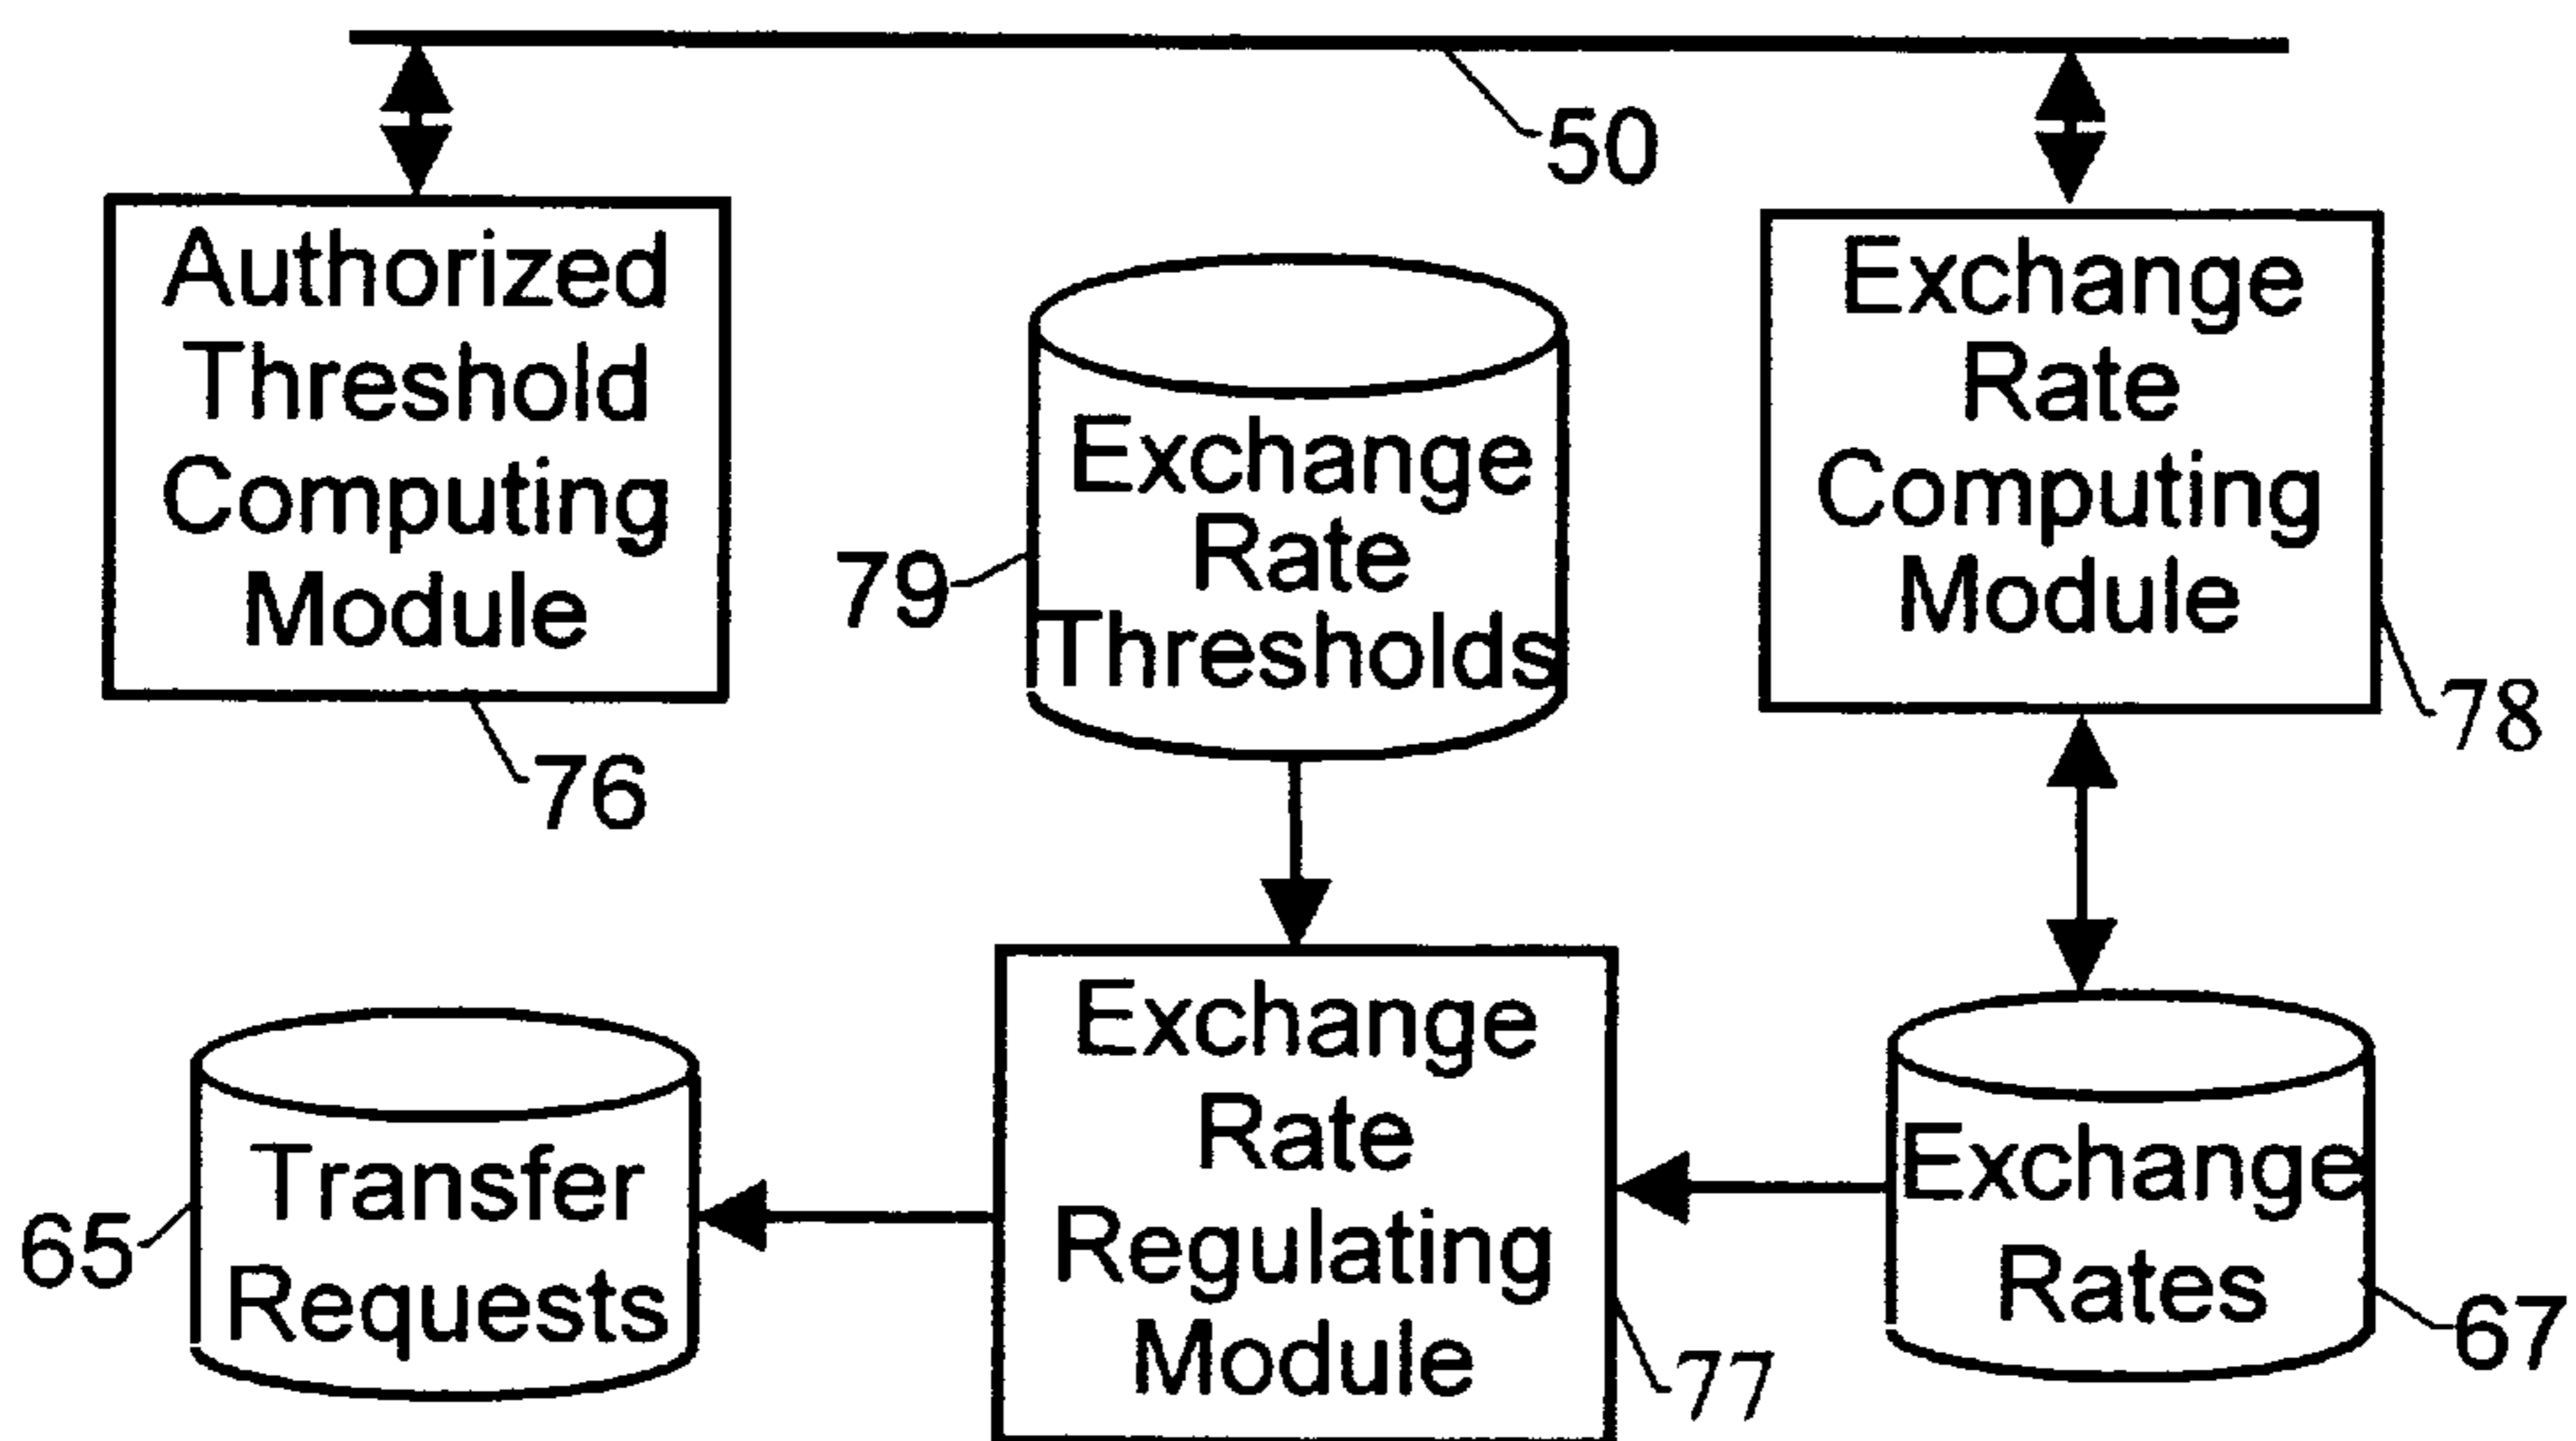 50
Authorized
Threshold
Computing
Module
76
Exchange
Rate
Thresholds
79
Exchange
Rate
Computing
Module
78
Transfer
Requests
65
Exchange
Rate
Regulating
Module
77
Exchange
Rates
67